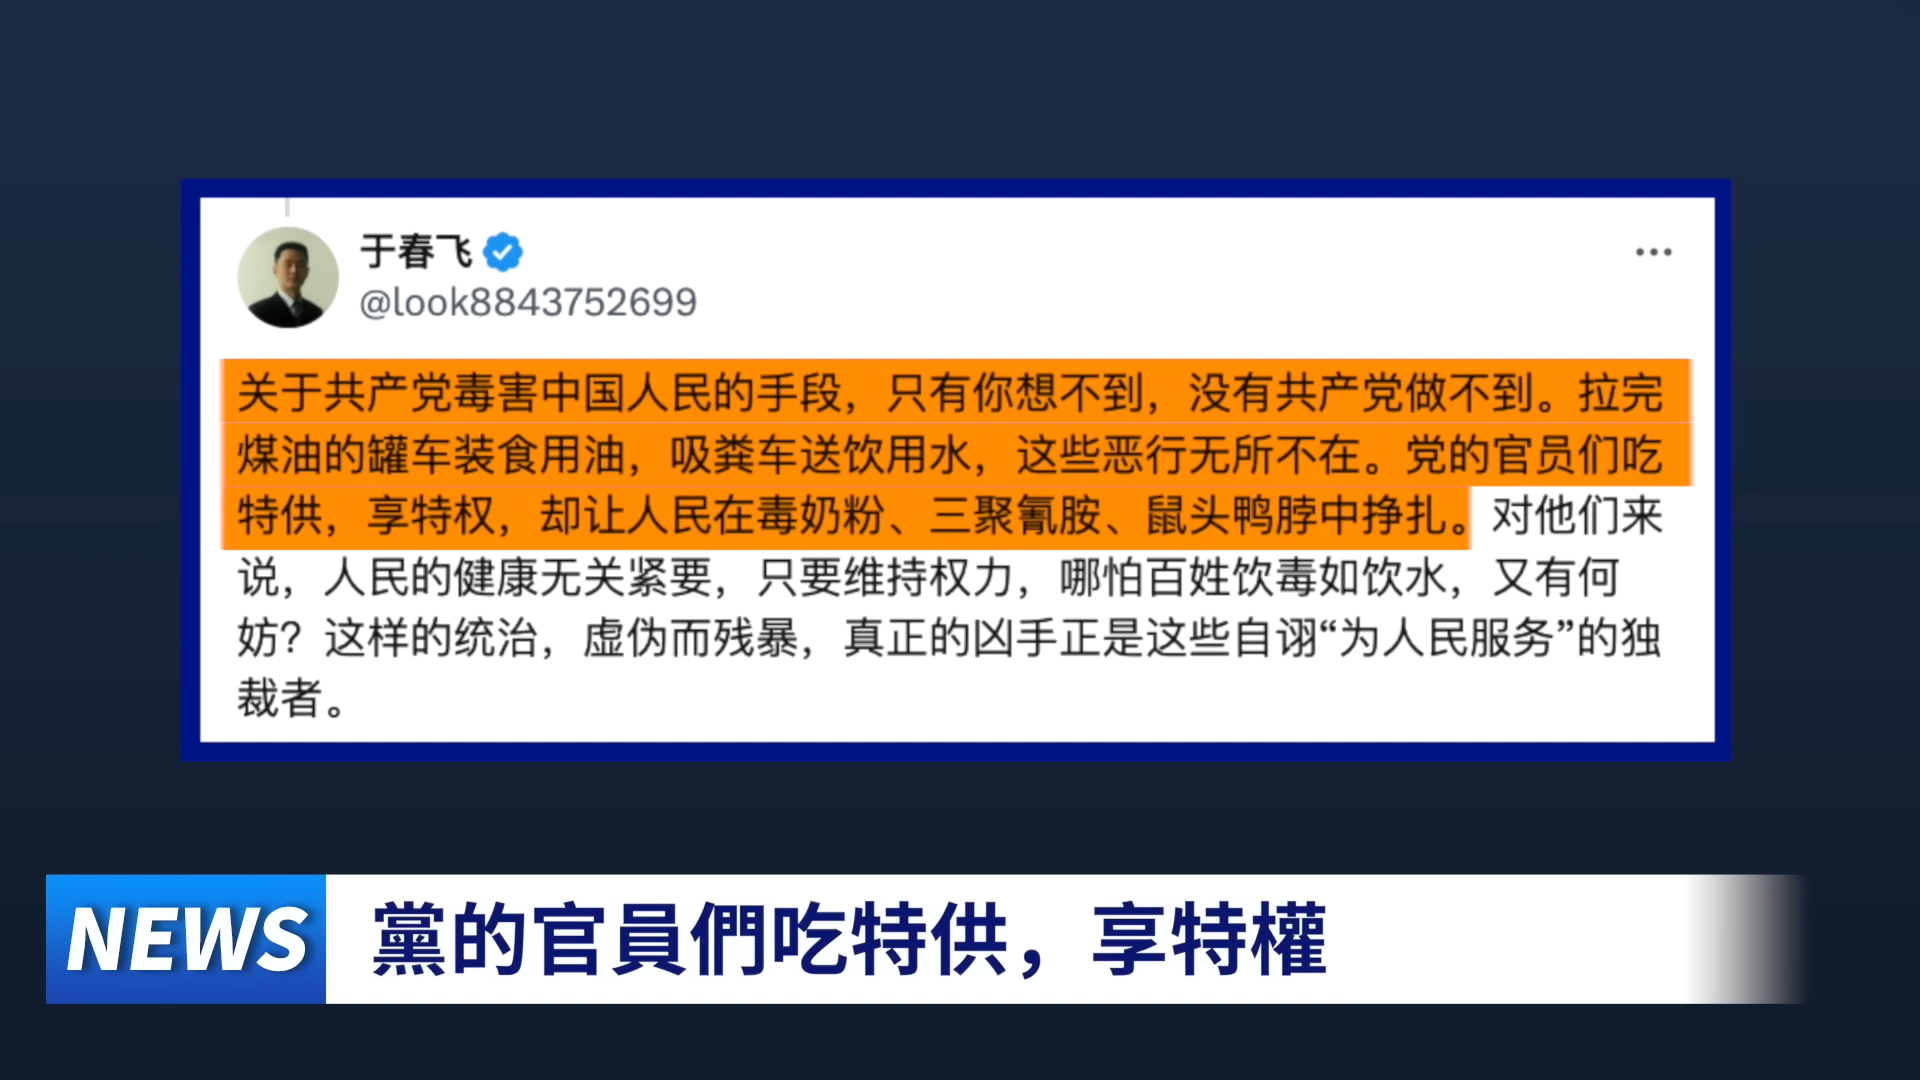 于春飞
@look8843752699
关于共产党毒害中国人民的手段，只有你想不到，没有共产党做不到。拉完
煤油的罐车装食用油，吸粪车送饮用水，这些恶行无所不在。党的官员们吃
特供，享特权，却让人民在毒奶粉、三聚氰胺、鼠头鸭脖中挣扎。对他们来
说，人民的健康无关紧要，只要维持权力，哪怕百姓饮毒如饮水，又有何
妨？这样的统治，虚伪而残暴，真正的凶手正是这些自诩“为人民服务”的独
裁者。
NEWS 黨的官員們吃特供，享特權